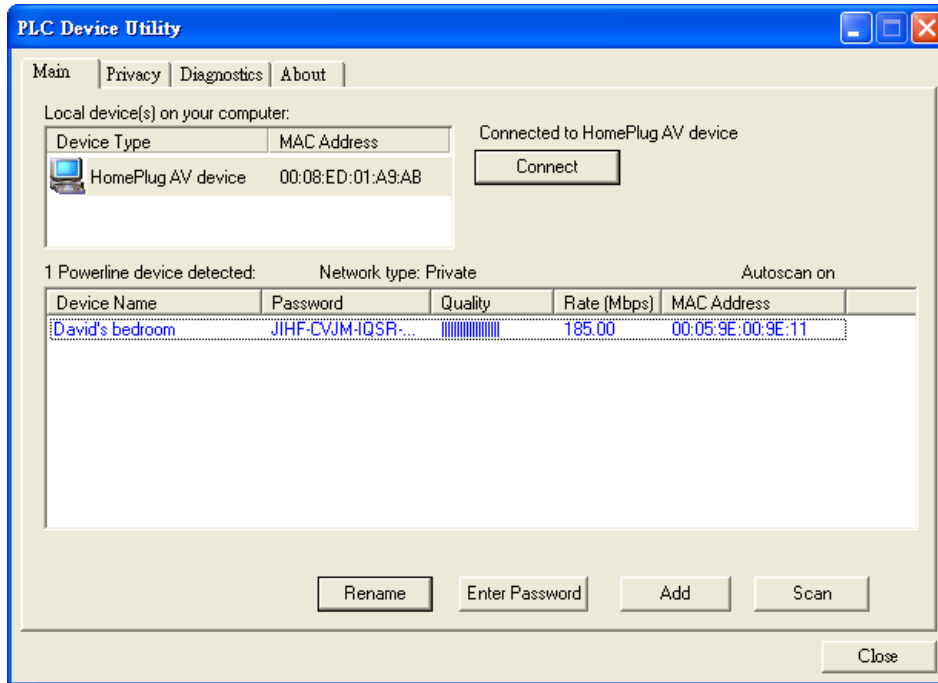 PLC Device Utility
Main Privacy Diagnostics About
Local device(s) on your computer:
Device Type MAC Address
HomePlug AV device 00:08:ED:01:A9:AB
Connected to HomePlug AV device
Connect
1 Powerline device detected: Network type: Private Autoscan on
Device Name Password Quality Rate (Mbps) MAC Address
David's bedroom JIHF-CVJM-IQSR-... 185.00 00:05:9E:00:9E:11
Rename Enter Password Add Scan
Close